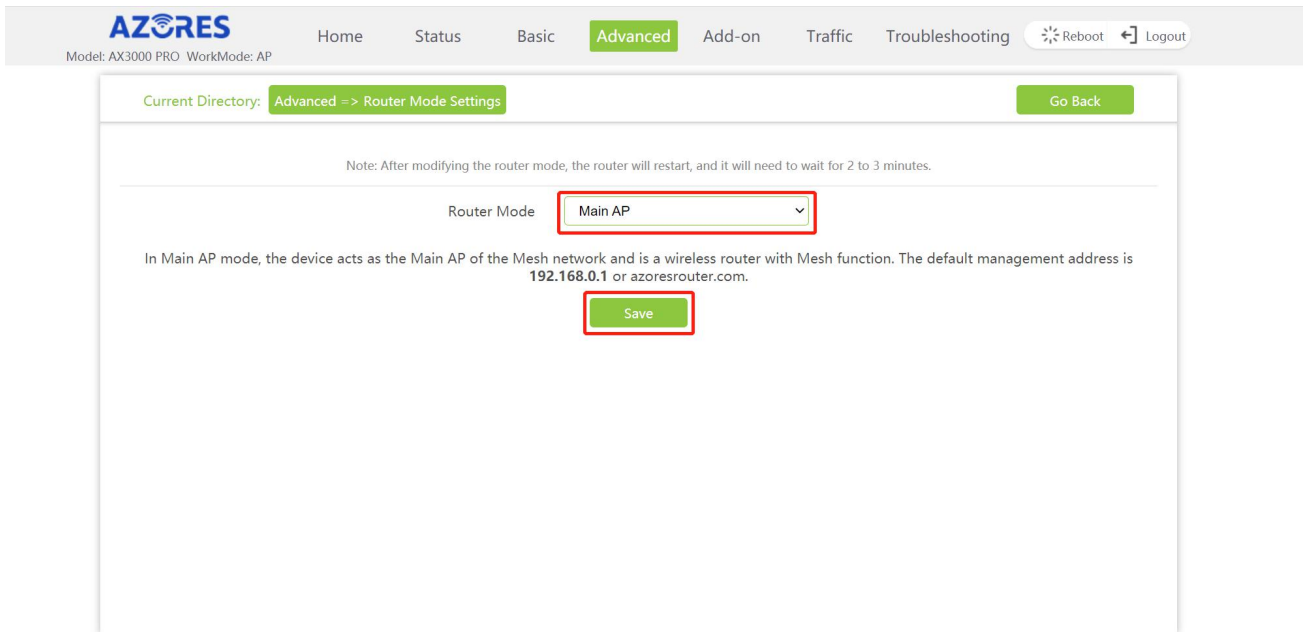 AZORES
Model: AX3000 PRO WorkMode: AP
Home Status Basic Advanced Add-on Traffic Troubleshooting Reboot Logout
Current Directory: Advanced => Router Mode Settings Go Back
Note: After modifying the router mode, the router will restart, and it will need to wait for 2 to 3 minutes.
Router Mode Main AP
In Main AP mode, the device acts as the Main AP of the Mesh network and is a wireless router with Mesh function. The default management address is
192.168.0.1 or azoresrouter.com.
Save